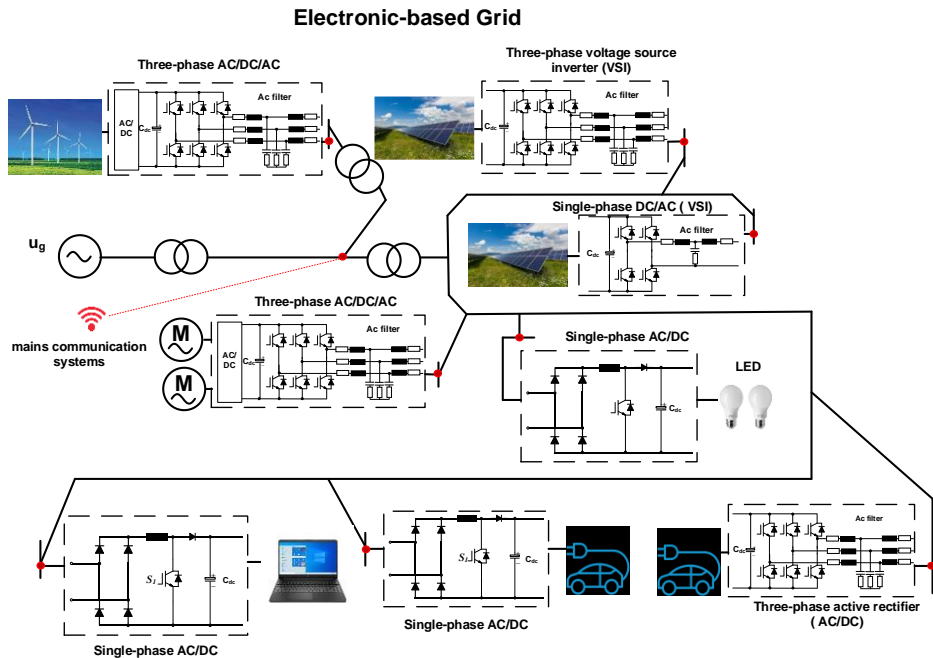 Electronic-based Grid
Three-phase AC/DC/AC
Three-phase voltage source
inverter (VSI)
AC/
DC
Cdc
Ac filter
Cdc
Ac filter
Single-phase DC/AC ( VSI)
Cdc
Ac filter
ug
mains communication
systems
Three-phase AC/DC/AC
M
M
AC/
DC
Cdc
Ac filter
Single-phase AC/DC
Cdc
LED
S1
Cdc
Single-phase AC/DC
S1
Cdc
Single-phase AC/DC
Cdc
Ac filter
Three-phase active rectifier
( AC/DC)